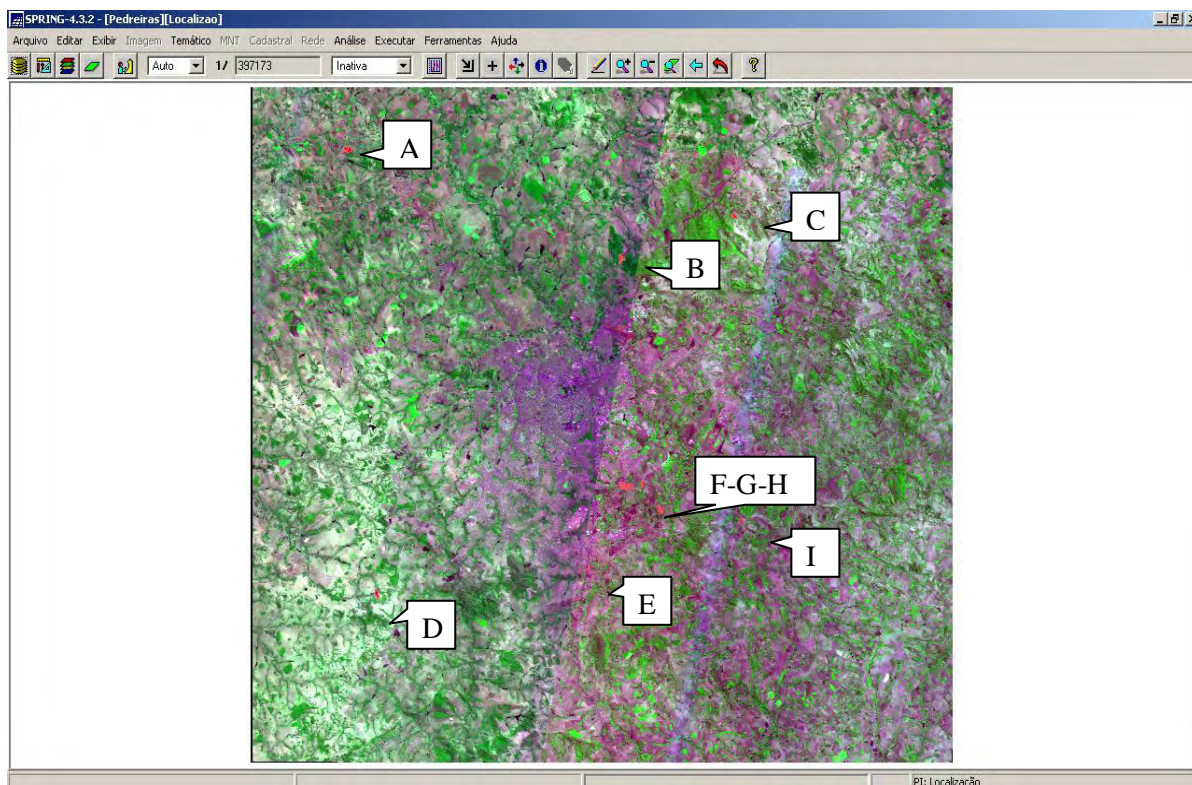 SPRING-4.3.2 - [Pedreiras][Localizao]
Arquivo Editar Exibir Imagem Temático MNT Cadastral Rede Análise Executar Ferramentas Ajuda
Auto 1/ 397173 Inativa
A
C
B
F-G-H
I
E
D
PI: Localização